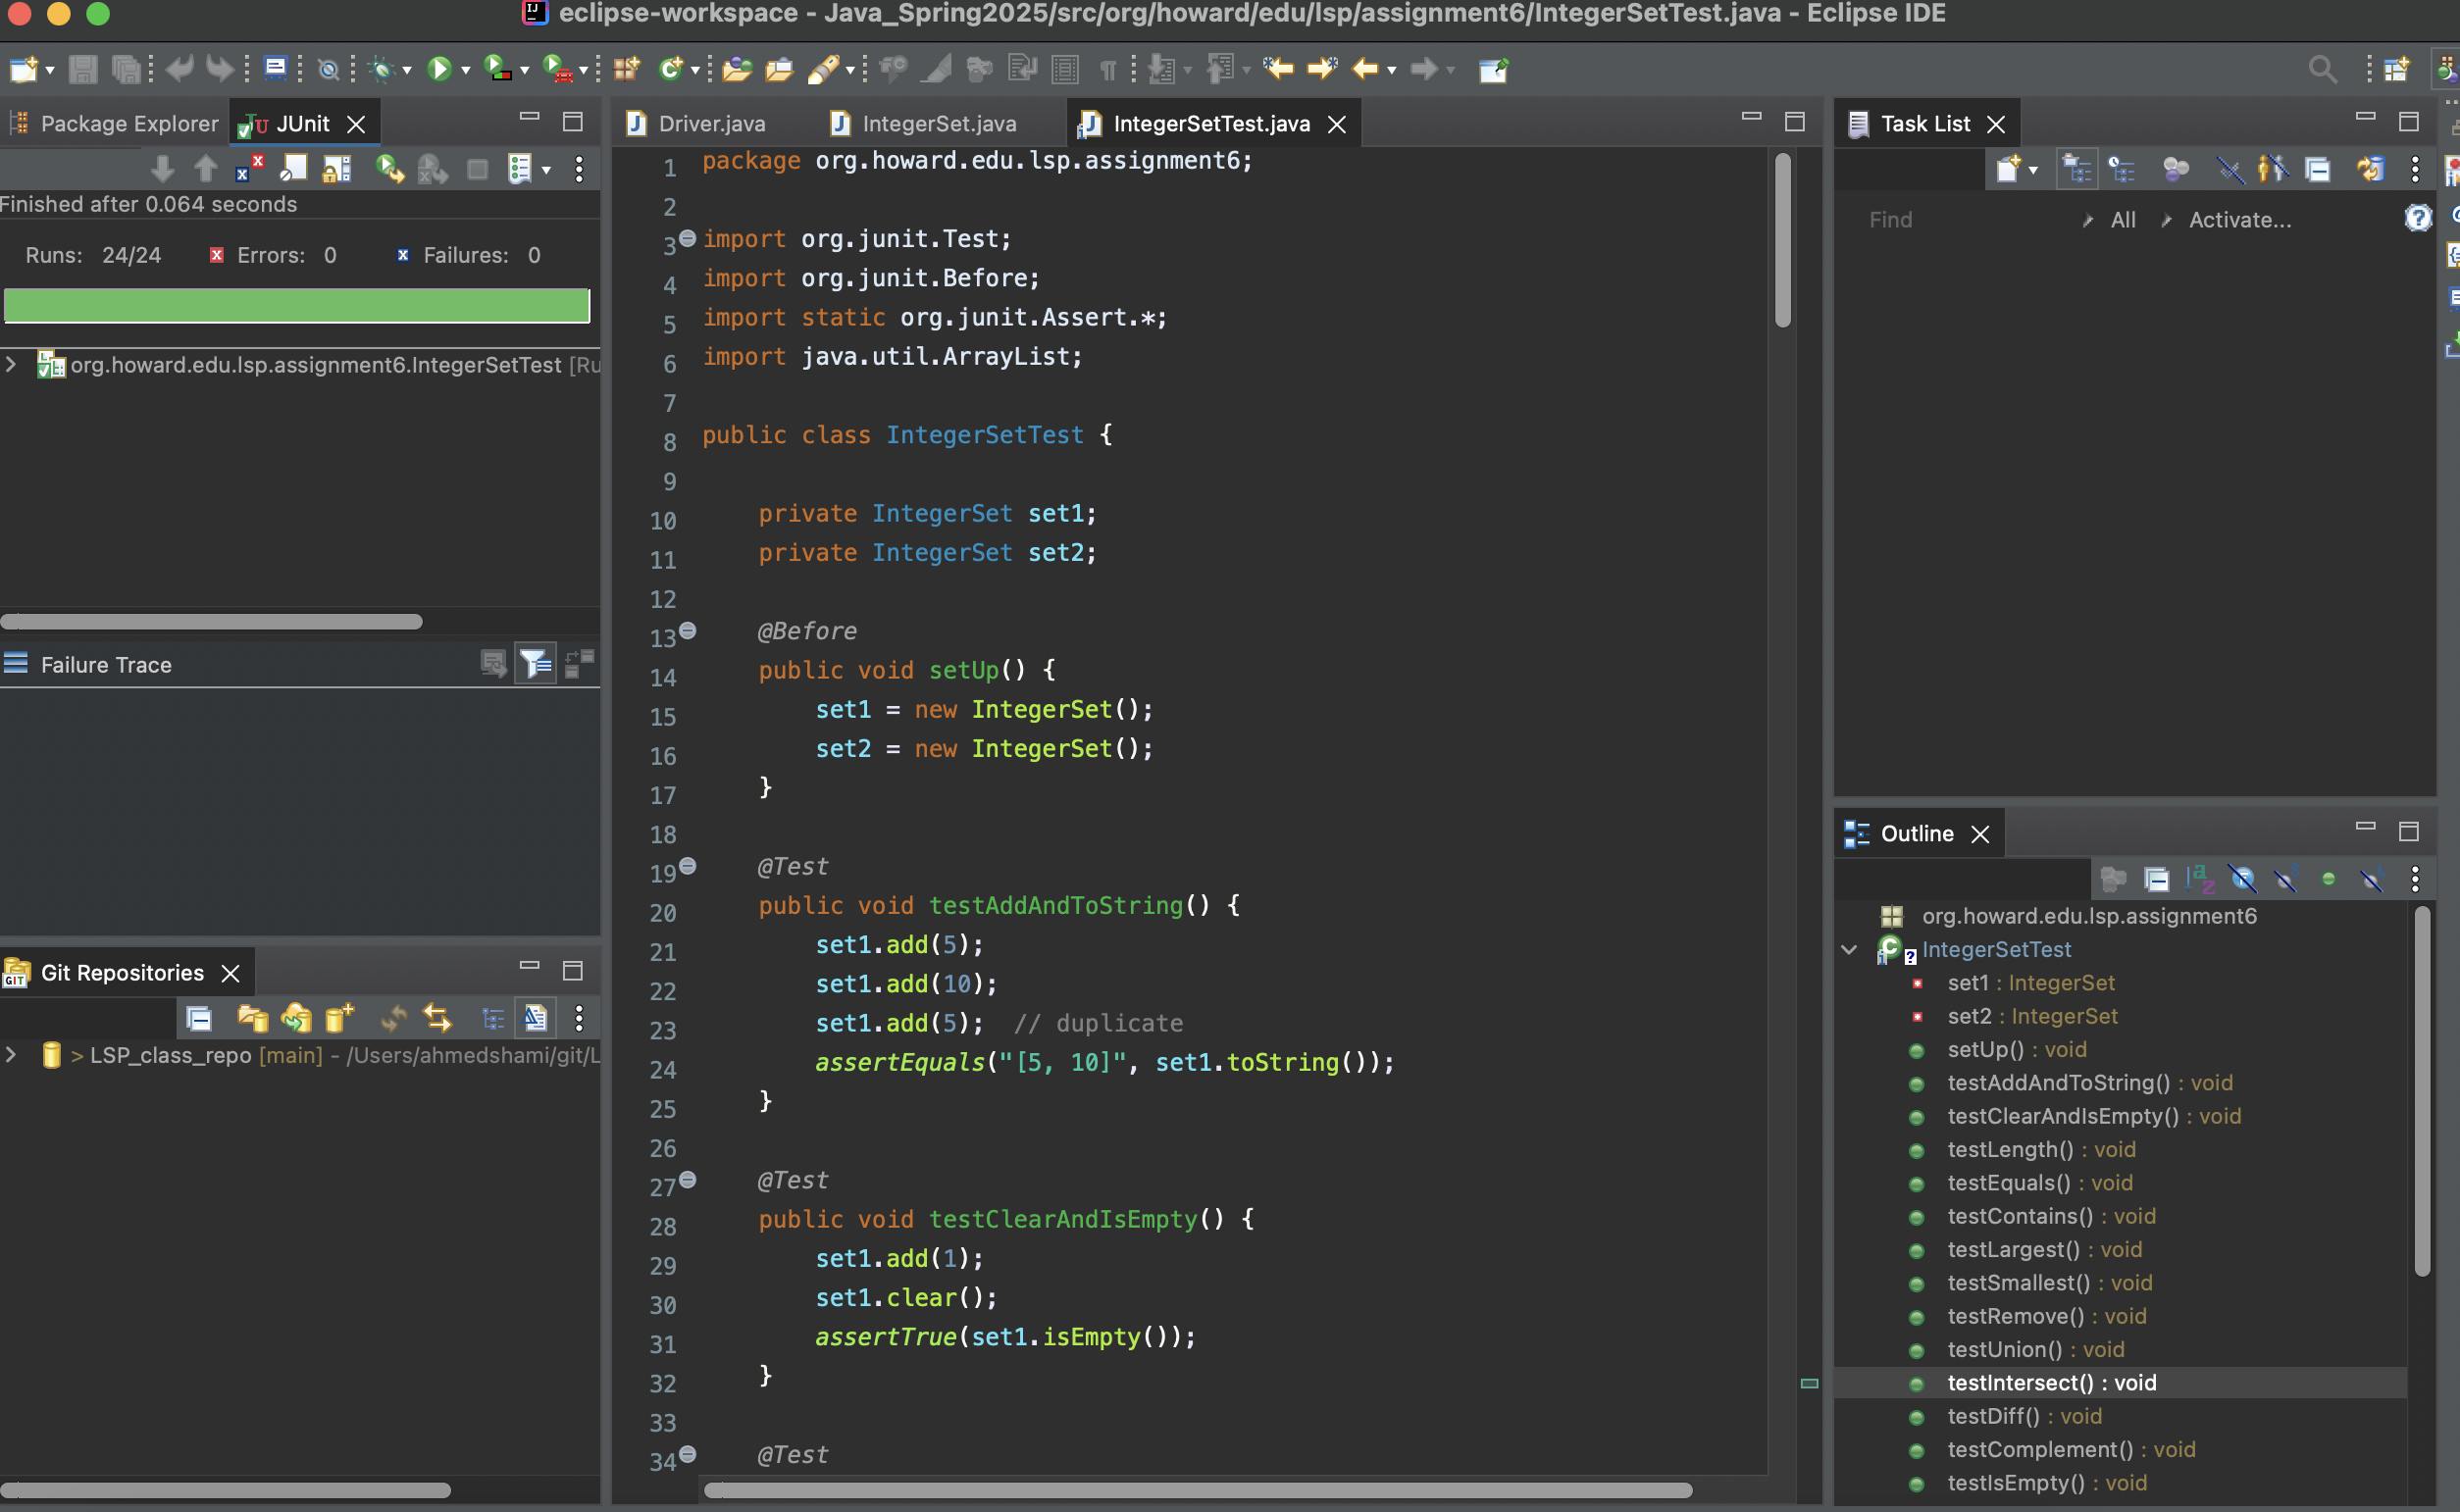 eclipse-workspace - Java_Spring2025/src/org/howard/edu/lsp/assignment6/IntegerSetTest.java - Eclipse IDE
Package Explorer
JUnit
Finished after 0.064 seconds
Runs: 24/24
Errors: 0
Failures: 0
org.howard.edu.lsp.assignment6.IntegerSetTest [Ru
Failure Trace
Git Repositories
> LSP_class_repo [main] - /Users/ahmedshami/git/L
Driver.java
IntegerSet.java
IntegerSetTest.java
1 package org.howard.edu.lsp.assignment6;
2
3 import org.junit.Test;
4 import org.junit.Before;
5 import static org.junit.Assert.*;
6 import java.util.ArrayList;
7
8 public class IntegerSetTest {
9
10 private IntegerSet set1;
11 private IntegerSet set2;
12
13 @Before
14 public void setUp() {
15 set1 = new IntegerSet();
16 set2 = new IntegerSet();
17 }
18
19 @Test
20 public void testAddAndToString() {
21 set1.add(5);
22 set1.add(10);
23 set1.add(5); // duplicate
24 assertEquals("[5, 10]", set1.toString());
25 }
26
27 @Test
28 public void testClearAndIsEmpty() {
29 set1.add(1);
30 set1.clear();
31 assertTrue(set1.isEmpty());
32 }
33
34 @Test
Task List
Find
All
Activate...
Outline
org.howard.edu.lsp.assignment6
IntegerSetTest
set1 : IntegerSet
set2 : IntegerSet
setUp() : void
testAddAndToString() : void
testClearAndIsEmpty() : void
testLength() : void
testEquals() : void
testContains() : void
testLargest() : void
testSmallest() : void
testRemove() : void
testUnion() : void
testIntersect() : void
testDiff() : void
testComplement() : void
testIsEmpty() : void